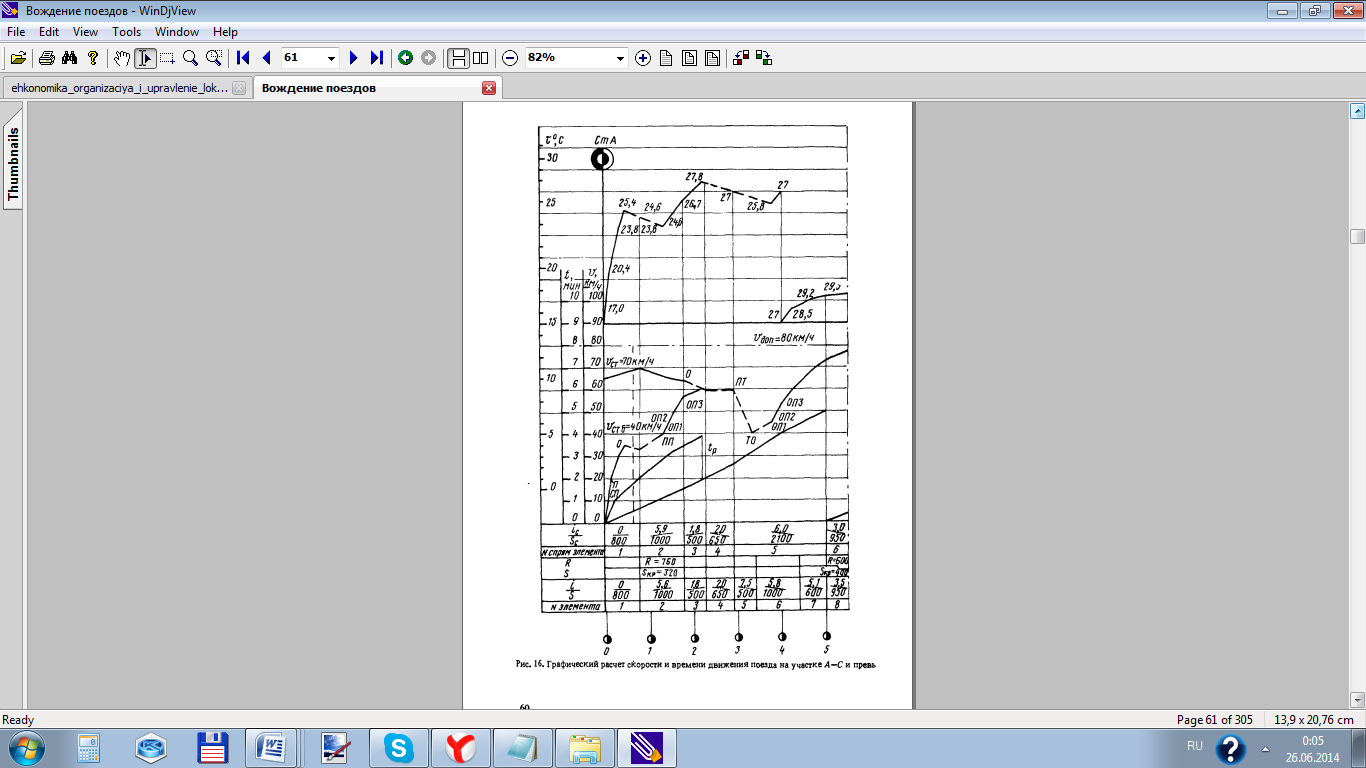 Вождение поездов - WinDjView
File Edit View Tools Window Help
61 82%
ehkonomika_organizaciya_i_upravlenie_lok... Вождение поездов
Thumbnails
τ°, С Ст А
30
27,8 27
25 25,4 24,6 26,7 27 25,8
23,8 23,8 24,6
20 t, мин v, км/ч 20,4
10 100 29,2
17,0 27 28,5
15 9 90
8 80 vдоп=80км/ч
7 70 vст=70км/ч
10 6 60 О ПТ
5 50 ОП2 ОП3 ОП3
ОП2
5 4 40 vст б=40км/ч ОП1 ОП1
О ПП ТО
3 30 tр
2 20
0 П
СП
1 10
0 0
ic/Sc 0/800 5,9/1000 1,8/500 2,0/650 6,0/2100 3,0/950
N спрям элемента 1 2 3 4 5 6
R R = 760 R=600
S Sкр=320
i/S 0/800 5,6/1000 1,8/500 2,0/650 7,5/500 5,8/1000 5,1/600 3,5/950
N элемента 1 2 3 4 5 6 7 8
0 1 2 3 4 5
Рис. 16. Графический расчет скорости и времени движения поезда на участке А—С и превы
60
Ready Page 61 of 305 13,9 x 20,76 cm
RU 0:05
26.06.2014